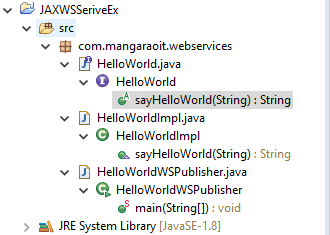 JAXWSSeriveEx
src
com.mangaraoit.webservices
HelloWorld.java
HelloWorld
sayHelloWorld(String) : String
HelloWorldImpl.java
HelloWorldImpl
sayHelloWorld(String) : String
HelloWorldWSPublisher.java
HelloWorldWSPublisher
main(String[]) : void
JRE System Library [JavaSE-1.8]